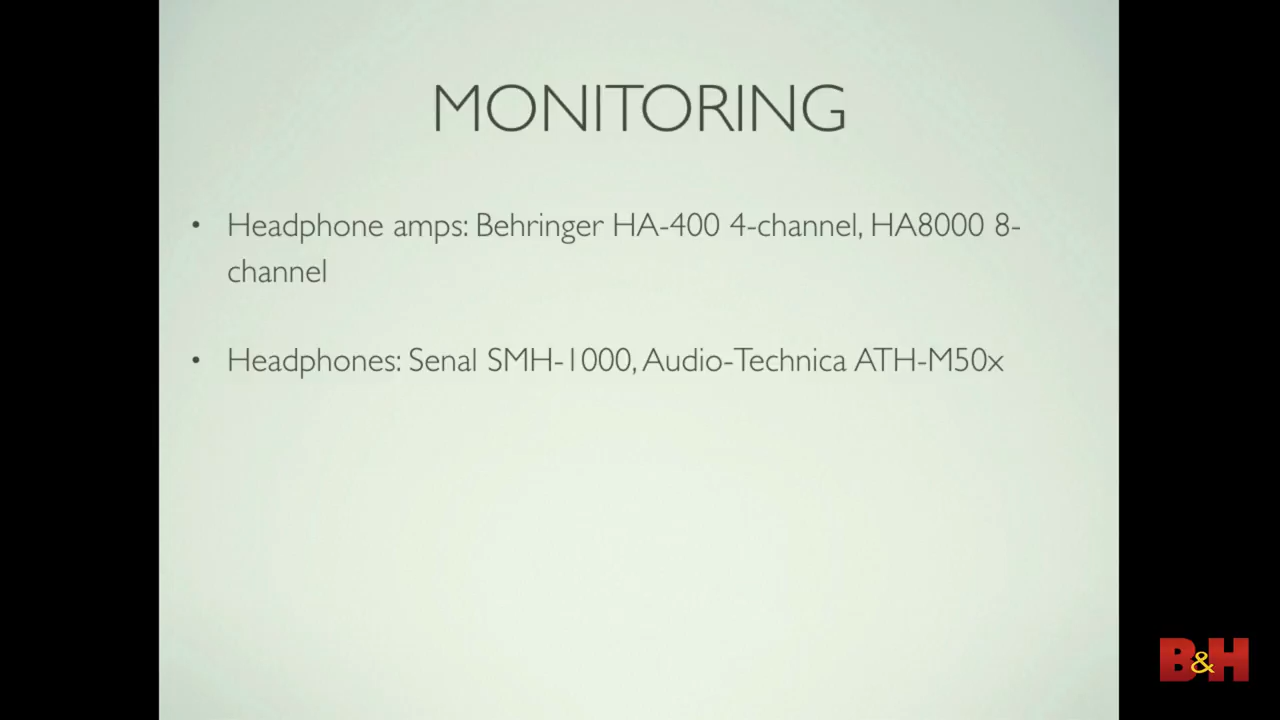 MONITORING
• Headphone amps: Behringer HA-400 4-channel, HA8000 8-
channel
• Headphones: Senal SMH-1000, Audio-Technica ATH-M50x
B&H